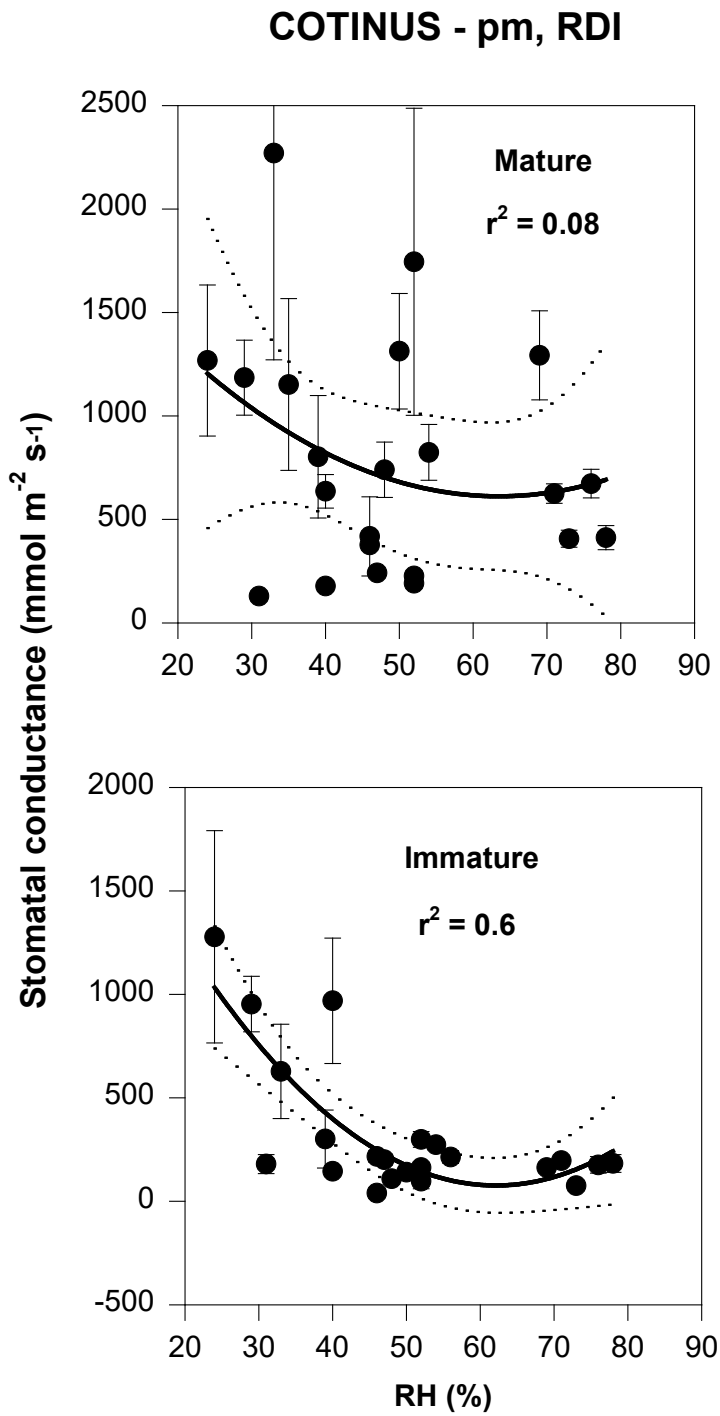 COTINUS - pm, RDI
Stomatal conductance (mmol m⁻² s⁻¹)
2500
2000
1500
1000
500
0
Mature
r² = 0.08
20 30 40 50 60 70 80 90
2000
1500
1000
500
0
-500
Immature
r² = 0.6
20 30 40 50 60 70 80 90
RH (%)